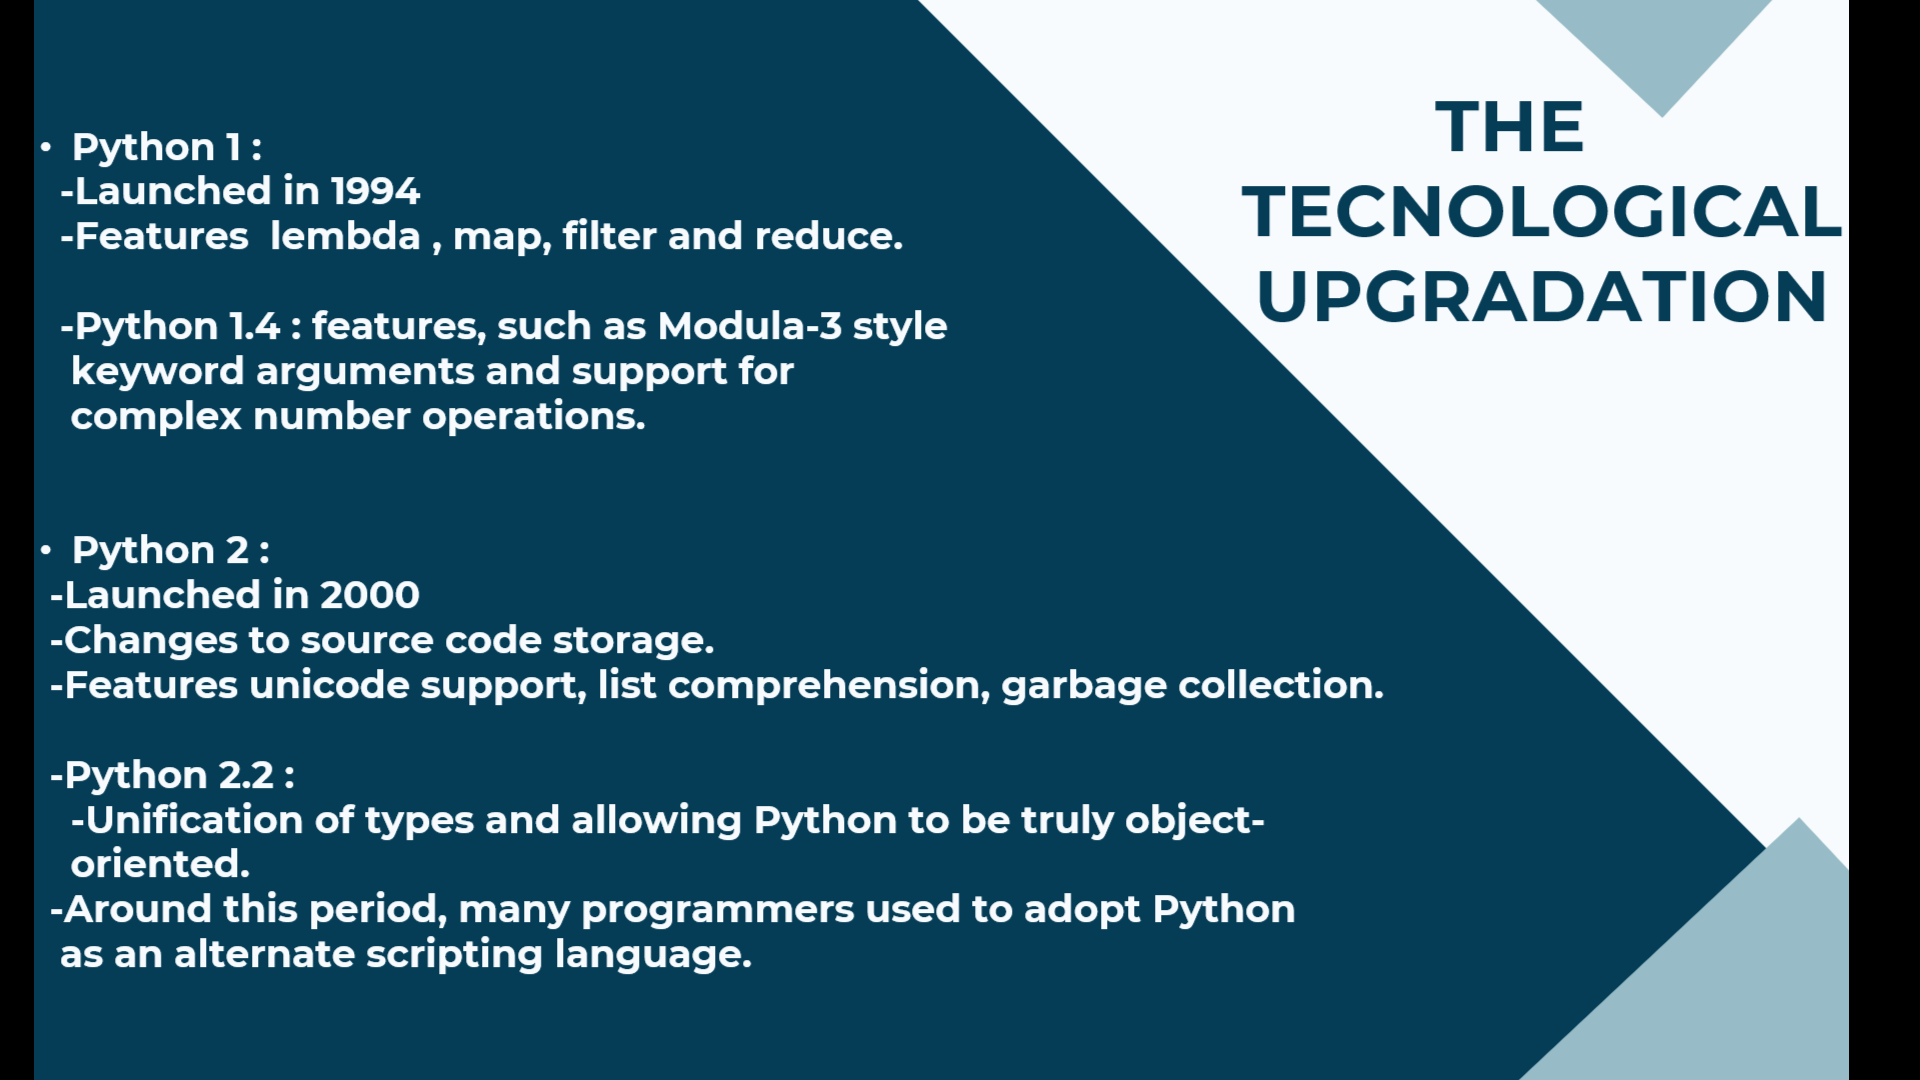 THE
TECNOLOGICAL
UPGRADATION
• Python 1 :
-Launched in 1994
-Features  lembda , map, filter and reduce.
-Python 1.4 : features, such as Modula-3 style
keyword arguments and support for
complex number operations.
• Python 2 :
-Launched in 2000
-Changes to source code storage.
-Features unicode support, list comprehension, garbage collection.
-Python 2.2 :
-Unification of types and allowing Python to be truly object-
oriented.
-Around this period, many programmers used to adopt Python
as an alternate scripting language.